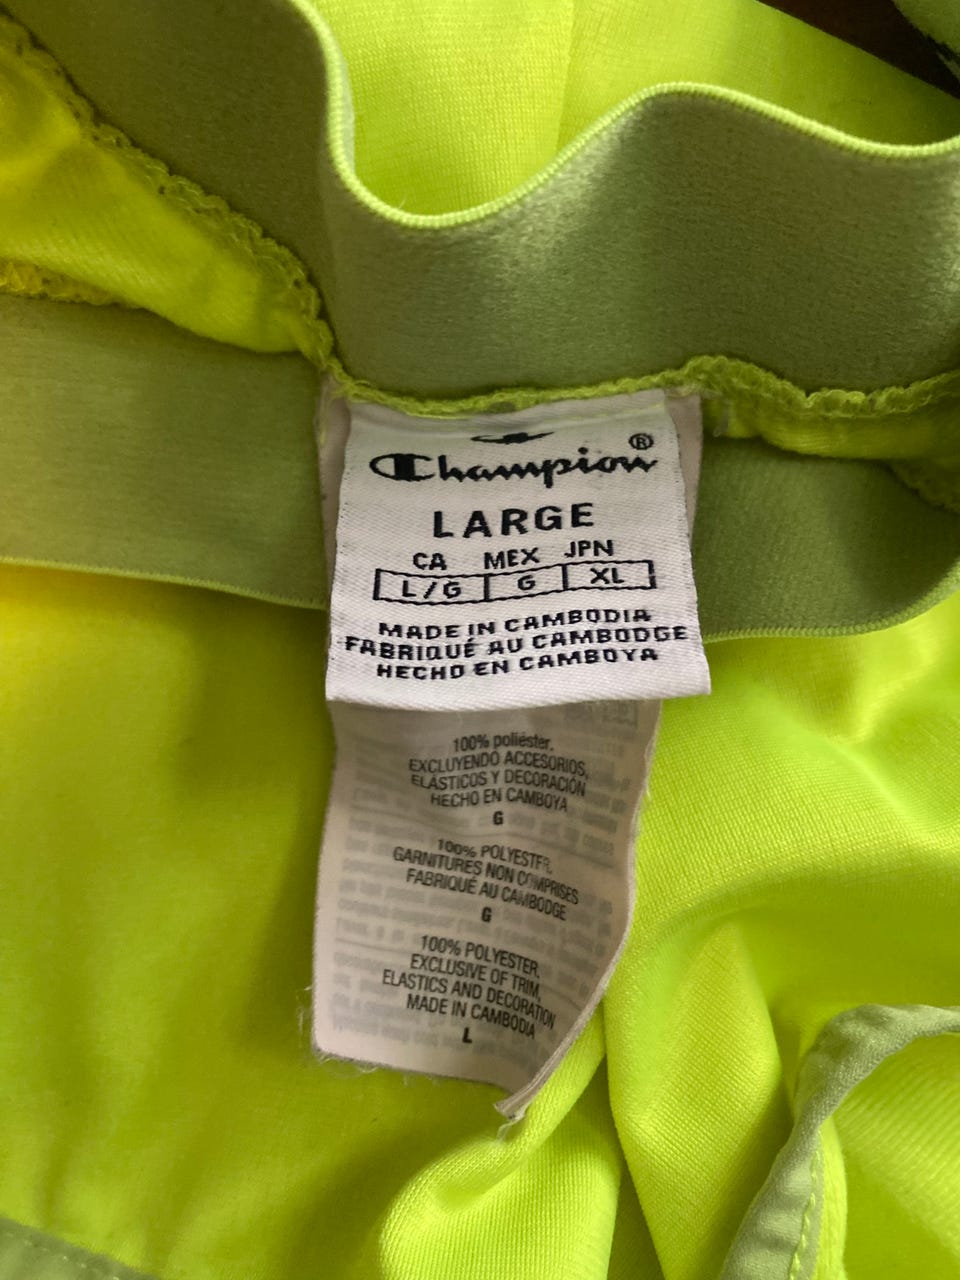 Champion®
LARGE
CA MEX JPN
L/G G XL
MADE IN CAMBODIA
FABRIQUÉ AU CAMBODGE
HECHO EN CAMBOYA
100% poliéster,
EXCLUYENDO ACCESORIOS,
ELÁSTICOS Y DECORACIÓN
HECHO EN CAMBOYA
G
100% POLYESTER,
GARNITURES NON COMPRISES
FABRIQUÉ AU CAMBODGE
G
100% POLYESTER,
EXCLUSIVE OF TRIM,
ELASTICS AND DECORATION
MADE IN CAMBODIA
L